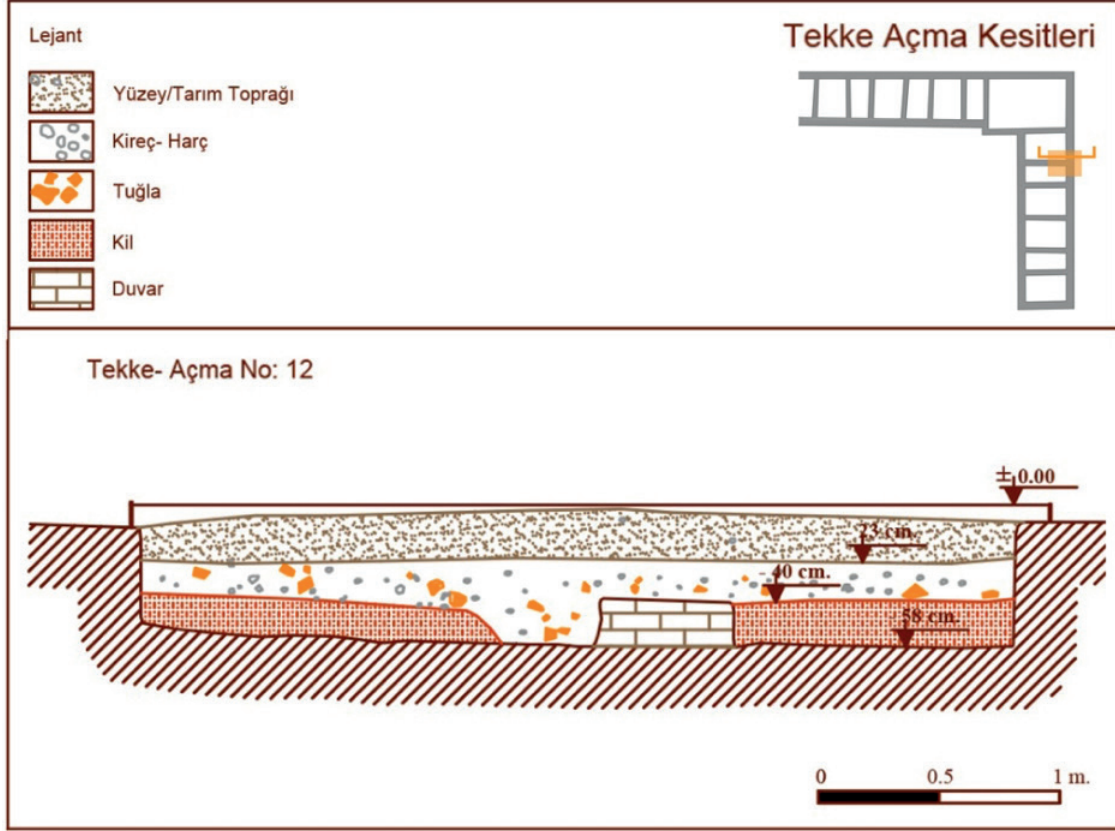 Lejant
Tekke Açma Kesitleri
Yüzey/Tarım Toprağı
Kireç- Harç
Tuğla
Kil
Duvar
Tekke- Açma No: 12
± 0.00
- 23 cm.
- 40 cm.
- 58 cm.
0 0.5 1 m.